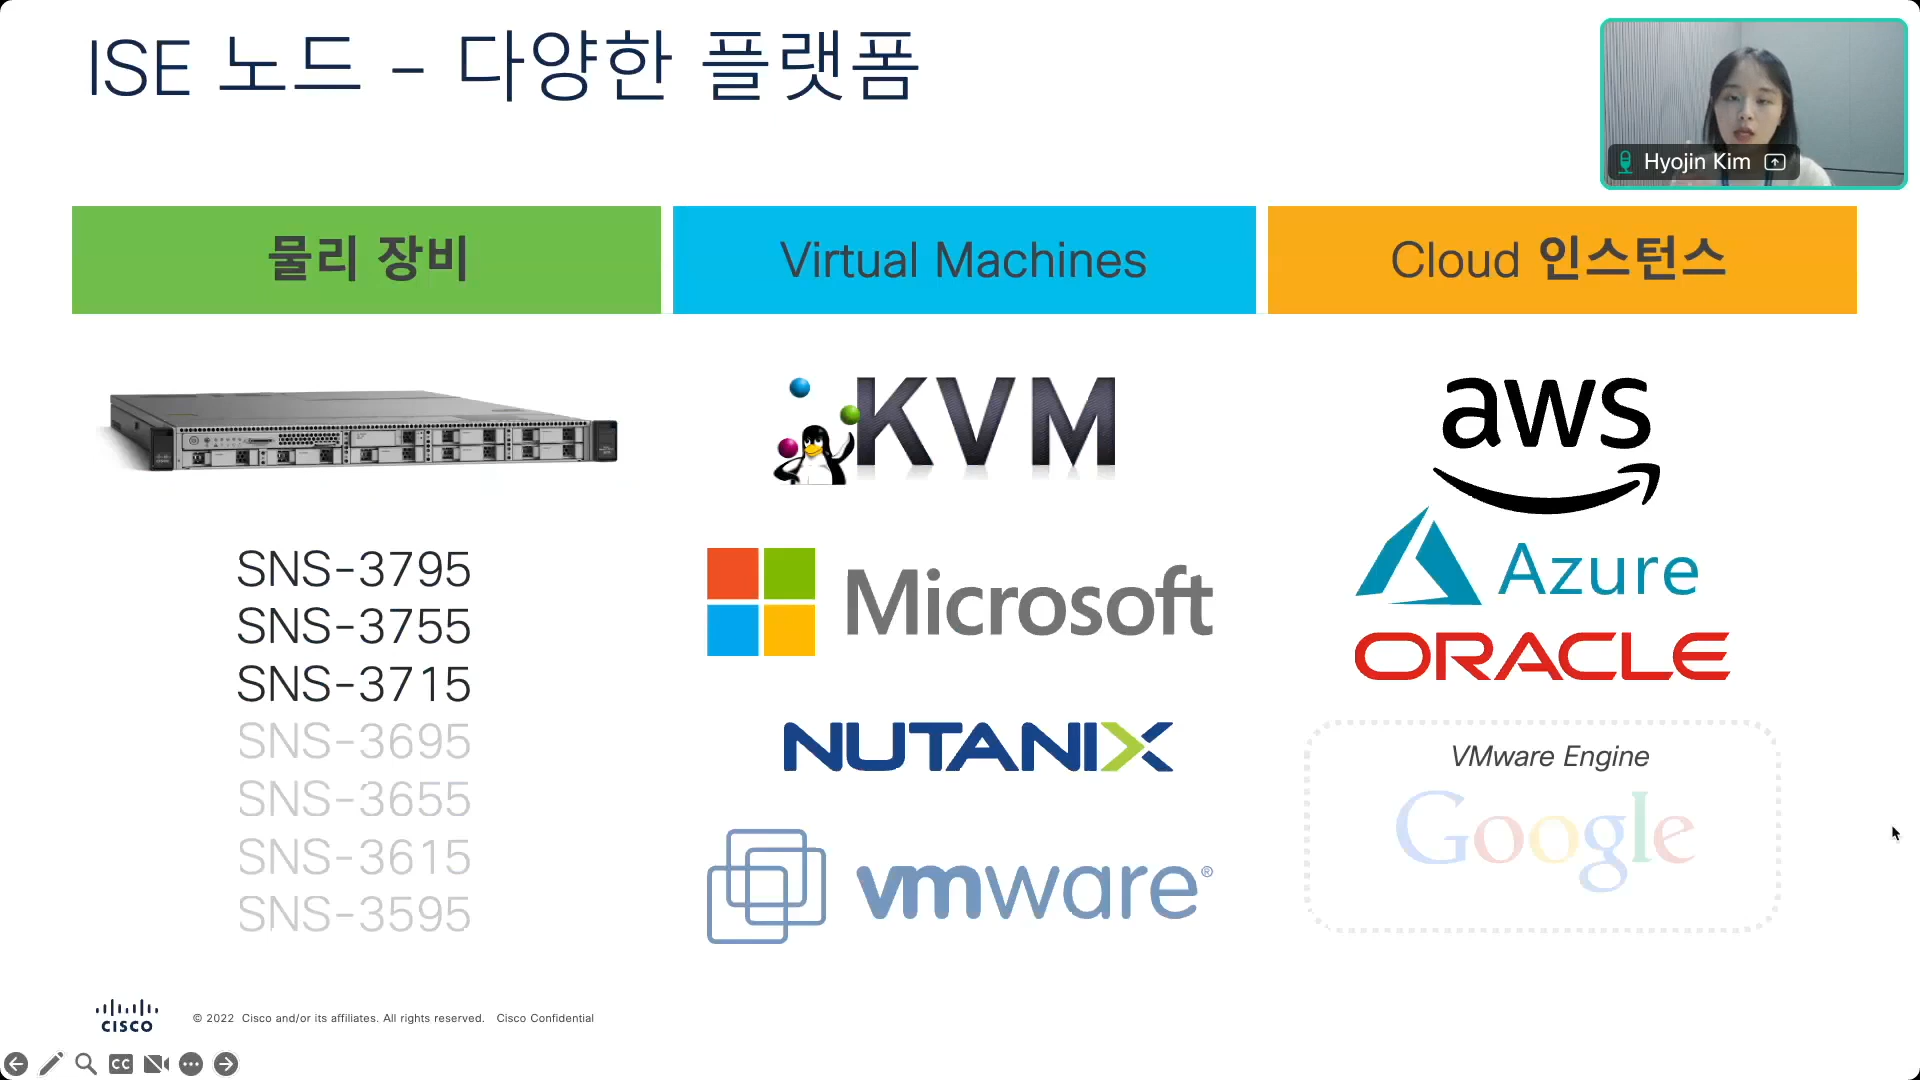 ISE 노드 – 다양한 플랫폼
Hyojin Kim
물리 장비
Virtual Machines
Cloud 인스턴스
KVM
aws
Microsoft
Azure
ORACLE
SNS-3795
SNS-3755
SNS-3715
SNS-3695
SNS-3655
SNS-3615
SNS-3595
NUTANIX
vmware®
VMware Engine
Google
CISCO
© 2022 Cisco and/or its affiliates. All rights reserved. Cisco Confidential
CC